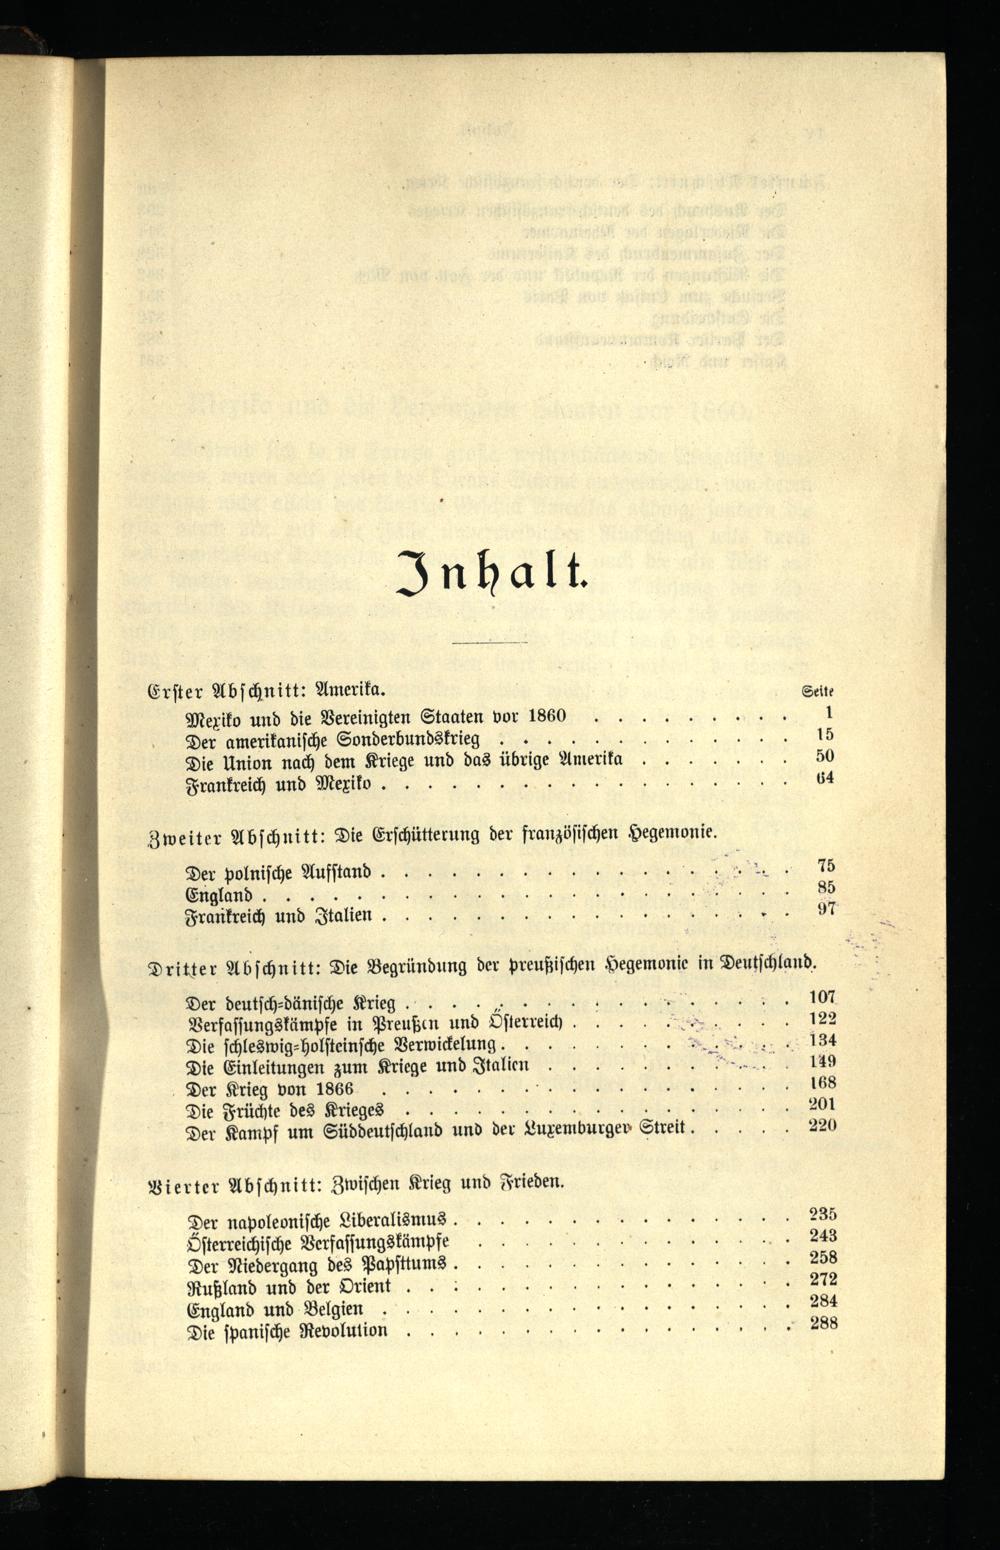 Inhalt.
Erster Abschnitt: Amerika. Seite
Mexiko und die Vereinigten Staaten vor 1860 . . . . . . . . . 1
Der amerikanische Sonderbundskrieg . . . . . . . . . . . . . 15
Die Union nach dem Kriege und das übrige Amerika . . . . . . . 50
Frankreich und Mexiko . . . . . . . . . . . . . . . . . . 64
Zweiter Abschnitt: Die Erschütterung der französischen Hegemonie.
Der polnische Aufstand . . . . . . . . . . . . . . . . . . 75
England . . . . . . . . . . . . . . . . . . . . . . . 85
Frankreich und Italien . . . . . . . . . . . . . . . . . . 97
Dritter Abschnitt: Die Begründung der preußischen Hegemonie in Deutschland.
Der deutsch-dänische Krieg . . . . . . . . . . . . . . . . . 107
Verfassungskämpfe in Preußen und Österreich . . . . . . . . . . 122
Die schleswig-holsteinsche Verwickelung . . . . . . . . . . . . . 134
Die Einleitungen zum Kriege und Italien . . . . . . . . . . . 149
Der Krieg von 1866 . . . . . . . . . . . . . . . . . . 168
Die Früchte des Krieges . . . . . . . . . . . . . . . . . 201
Der Kampf um Süddeutschland und der Luxemburger Streit . . . . . 220
Vierter Abschnitt: Zwischen Krieg und Frieden.
Der napoleonische Liberalismus . . . . . . . . . . . . . . . 235
Österreichische Verfassungskämpfe . . . . . . . . . . . . . . 243
Der Niedergang des Papsttums . . . . . . . . . . . . . . . 258
Rußland und der Orient . . . . . . . . . . . . . . . . . 272
England und Belgien . . . . . . . . . . . . . . . . . . 284
Die spanische Revolution . . . . . . . . . . . . . . . . . 288